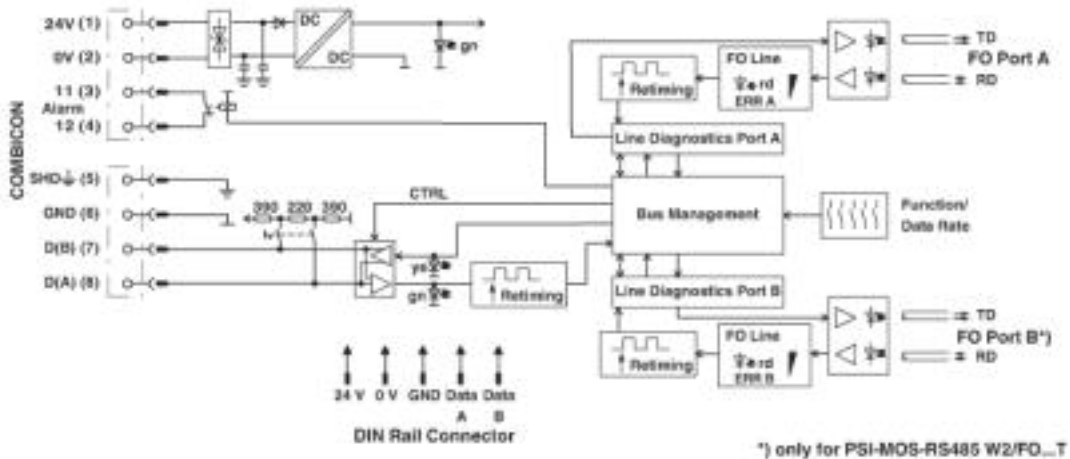 COMBICON
24V (1)
0V (2)
11 (3)
Alarm
12 (4)
SHD (5)
GND (6)
D(B) (7)
D(A) (8)
DC
DC
gn
390 220 390
CTRL
ye
gn
Retiming
Retiming
FO Line
rd
ERR A
TD
FO Port A
RD
Line Diagnostics Port A
Bus Management
Function/
Data Rate
Line Diagnostics Port B
Retiming
FO Line
rd
ERR B
TD
FO Port B*)
RD
24 V 0 V GND Data Data
A B
DIN Rail Connector
*) only for PSI-MOS-RS485 W2/FO...T